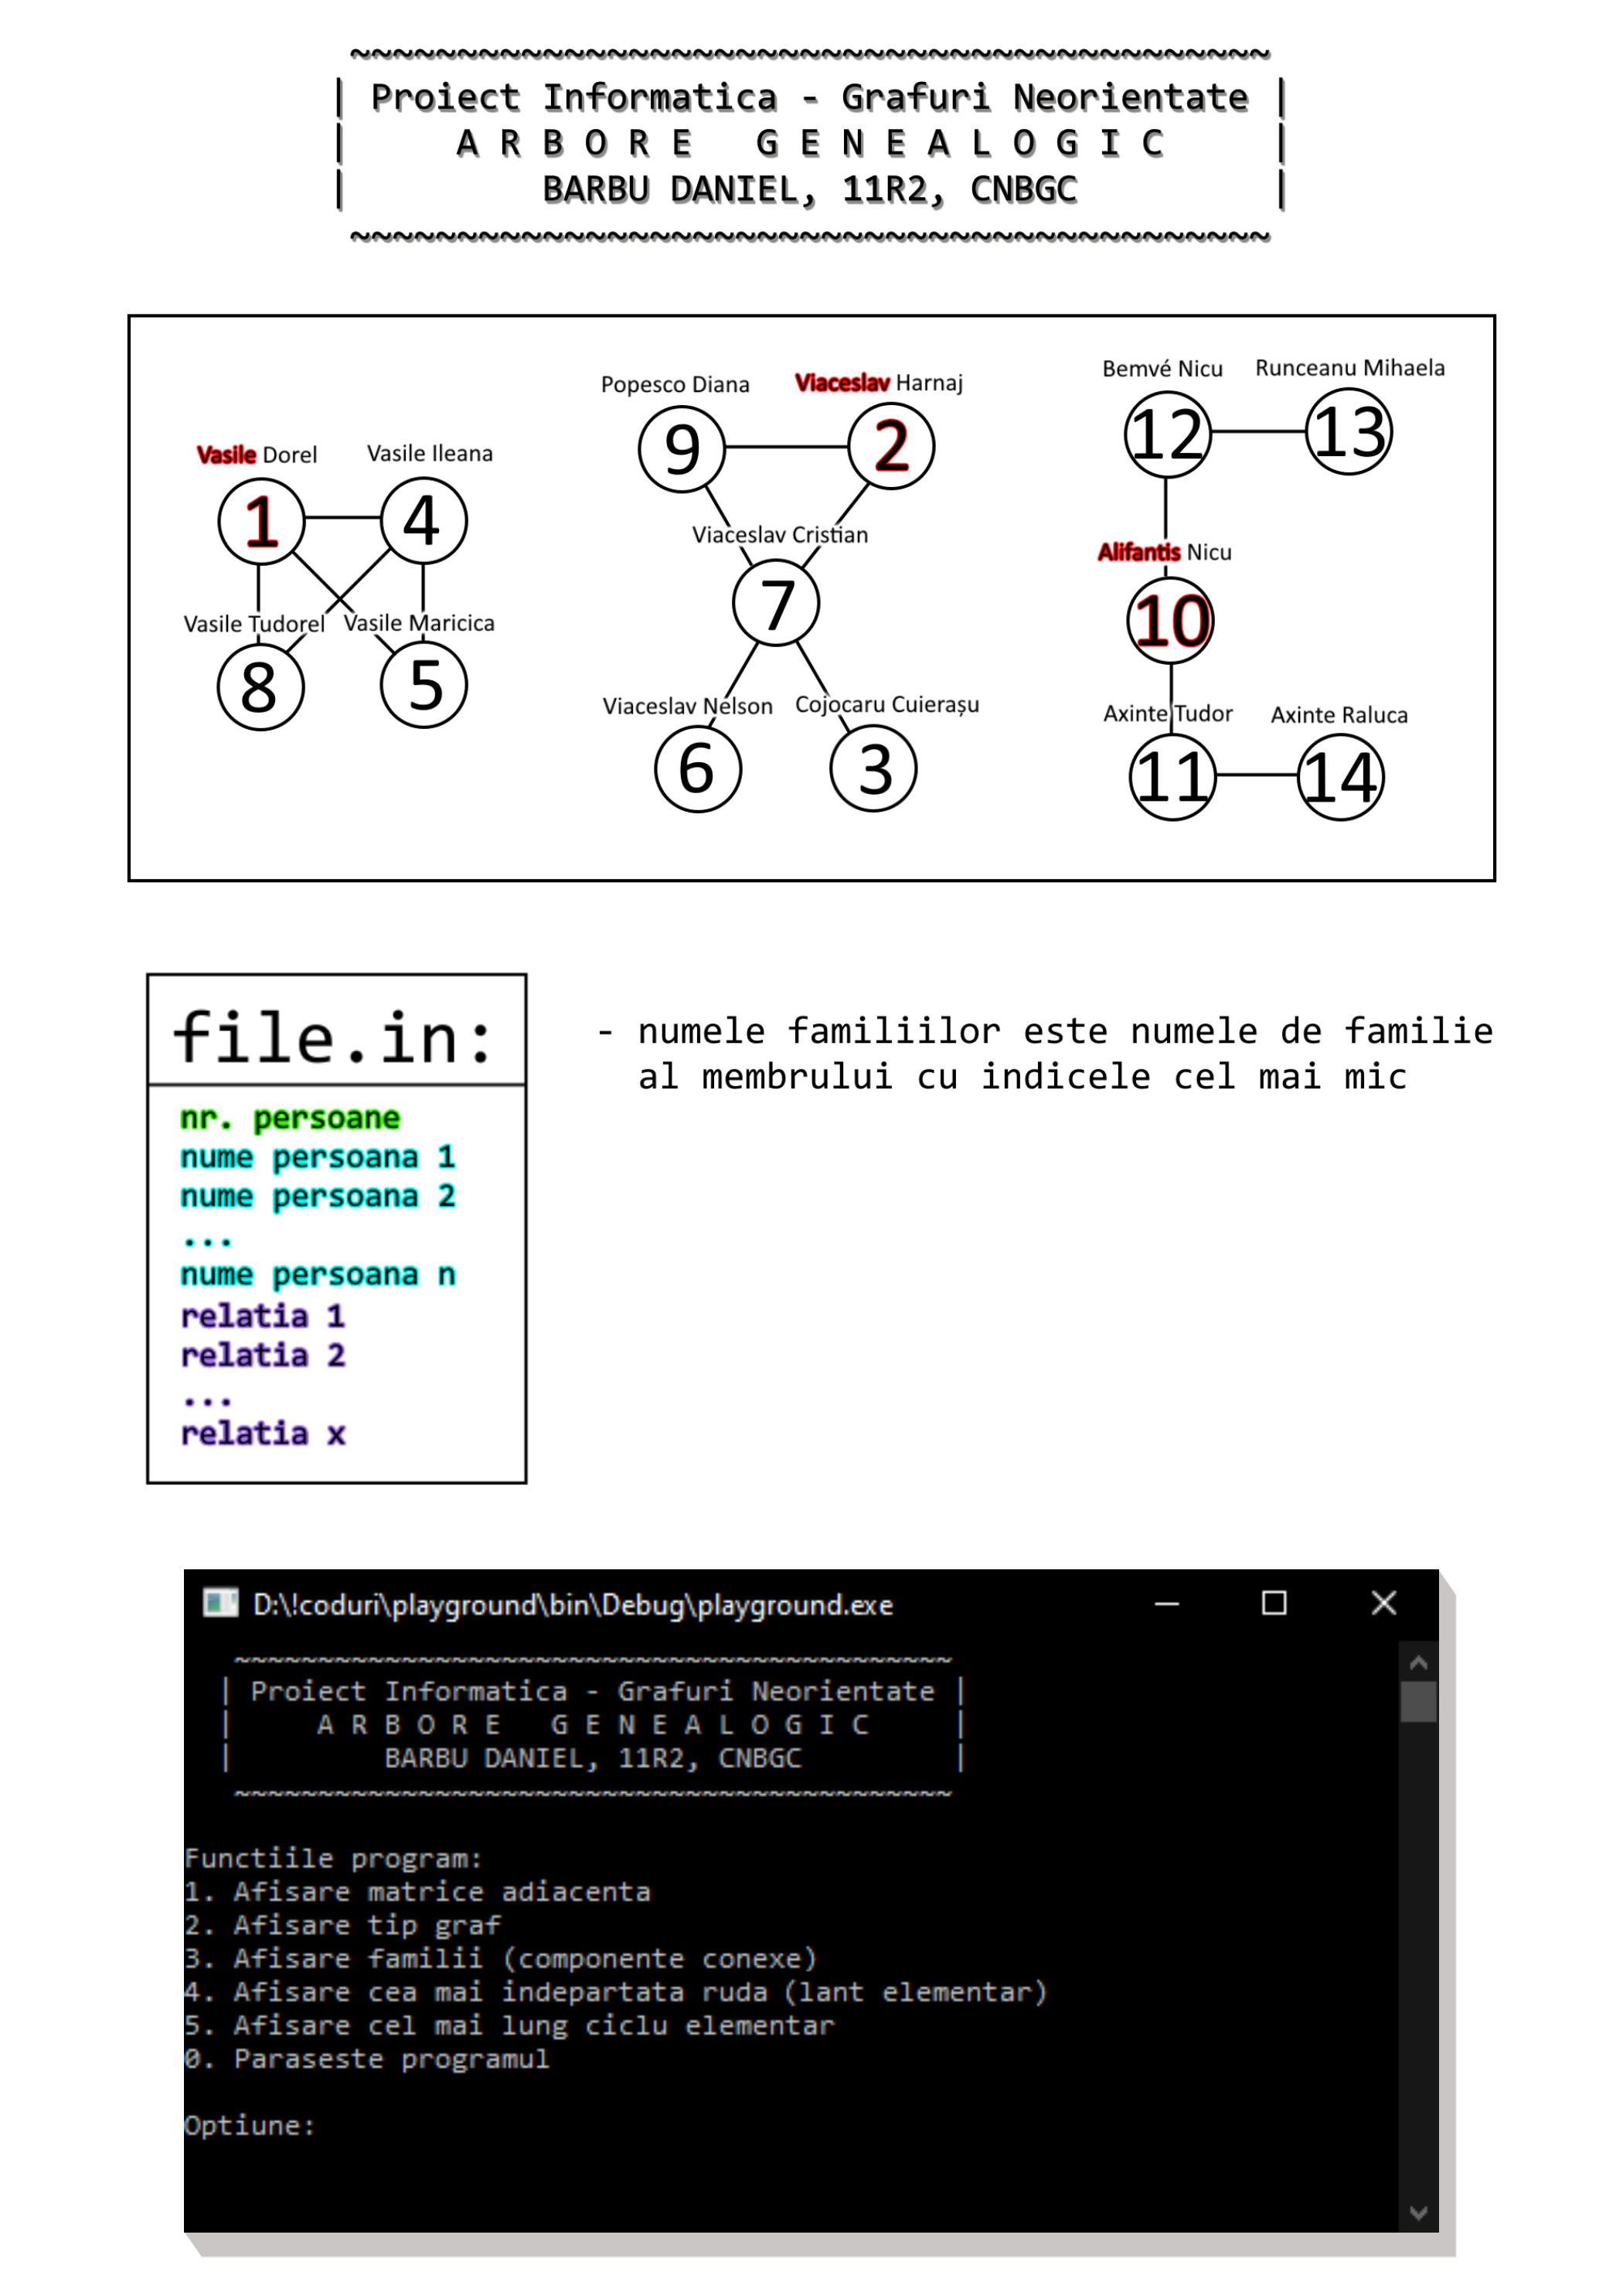 ~~~~~~~~~~~~~~~~~~~~~~~~~~~~~~~~~~~~~~~~~~~
| Proiect Informatica - Grafuri Neorientate |
| A R B O R E   G E N E A L O G I C |
| BARBU DANIEL, 11R2, CNBGC |
~~~~~~~~~~~~~~~~~~~~~~~~~~~~~~~~~~~~~~~~~~~
Vasile Dorel
Vasile Ileana
1
4
Vasile Tudorel
Vasile Maricica
8
5
Popesco Diana
Viaceslav Harnaj
9
2
Viaceslav Cristian
7
Viaceslav Nelson
Cojocaru Cuierașu
6
3
Bemvé Nicu
Runceanu Mihaela
12
13
Alifantis Nicu
10
Axinte Tudor
Axinte Raluca
11
14
file.in:
nr. persoane
nume persoana 1
nume persoana 2
...
nume persoana n
relatia 1
relatia 2
...
relatia x
- numele familiilor este numele de familie
al membrului cu indicele cel mai mic
D:\!coduri\playground\bin\Debug\playground.exe
~~~~~~~~~~~~~~~~~~~~~~~~~~~~~~~~~~~~~~~~~~~
| Proiect Informatica - Grafuri Neorientate |
| A R B O R E   G E N E A L O G I C |
| BARBU DANIEL, 11R2, CNBGC |
~~~~~~~~~~~~~~~~~~~~~~~~~~~~~~~~~~~~~~~~~~~
Functiile program:
1. Afisare matrice adiacenta
2. Afisare tip graf
3. Afisare familii (componente conexe)
4. Afisare cea mai indepartata ruda (lant elementar)
5. Afisare cel mai lung ciclu elementar
0. Paraseste programul
Optiune: